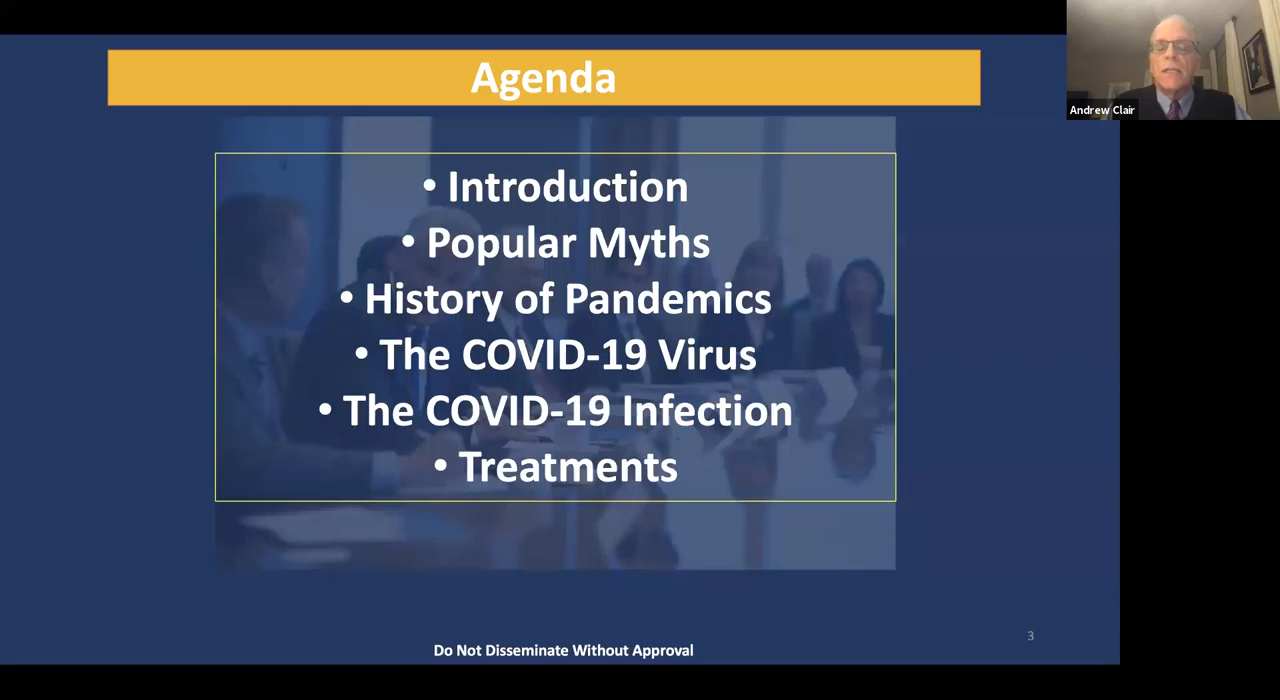 Agenda
• Introduction
• Popular Myths
• History of Pandemics
• The COVID-19 Virus
• The COVID-19 Infection
• Treatments
Do Not Disseminate Without Approval
3
Andrew Clair